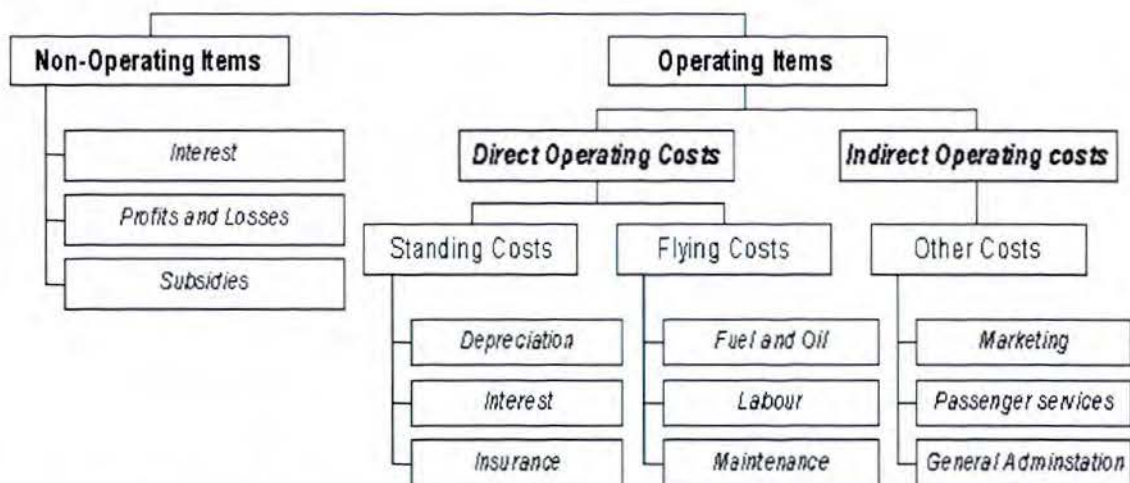 Non-Operating Items
Interest
Profits and Losses
Subsidies
Operating Items
Direct Operating Costs
Standing Costs
Depreciation
Interest
Insurance
Flying Costs
Fuel and Oil
Labour
Maintenance
Indirect Operating costs
Other Costs
Marketing
Passenger services
General Adminstation